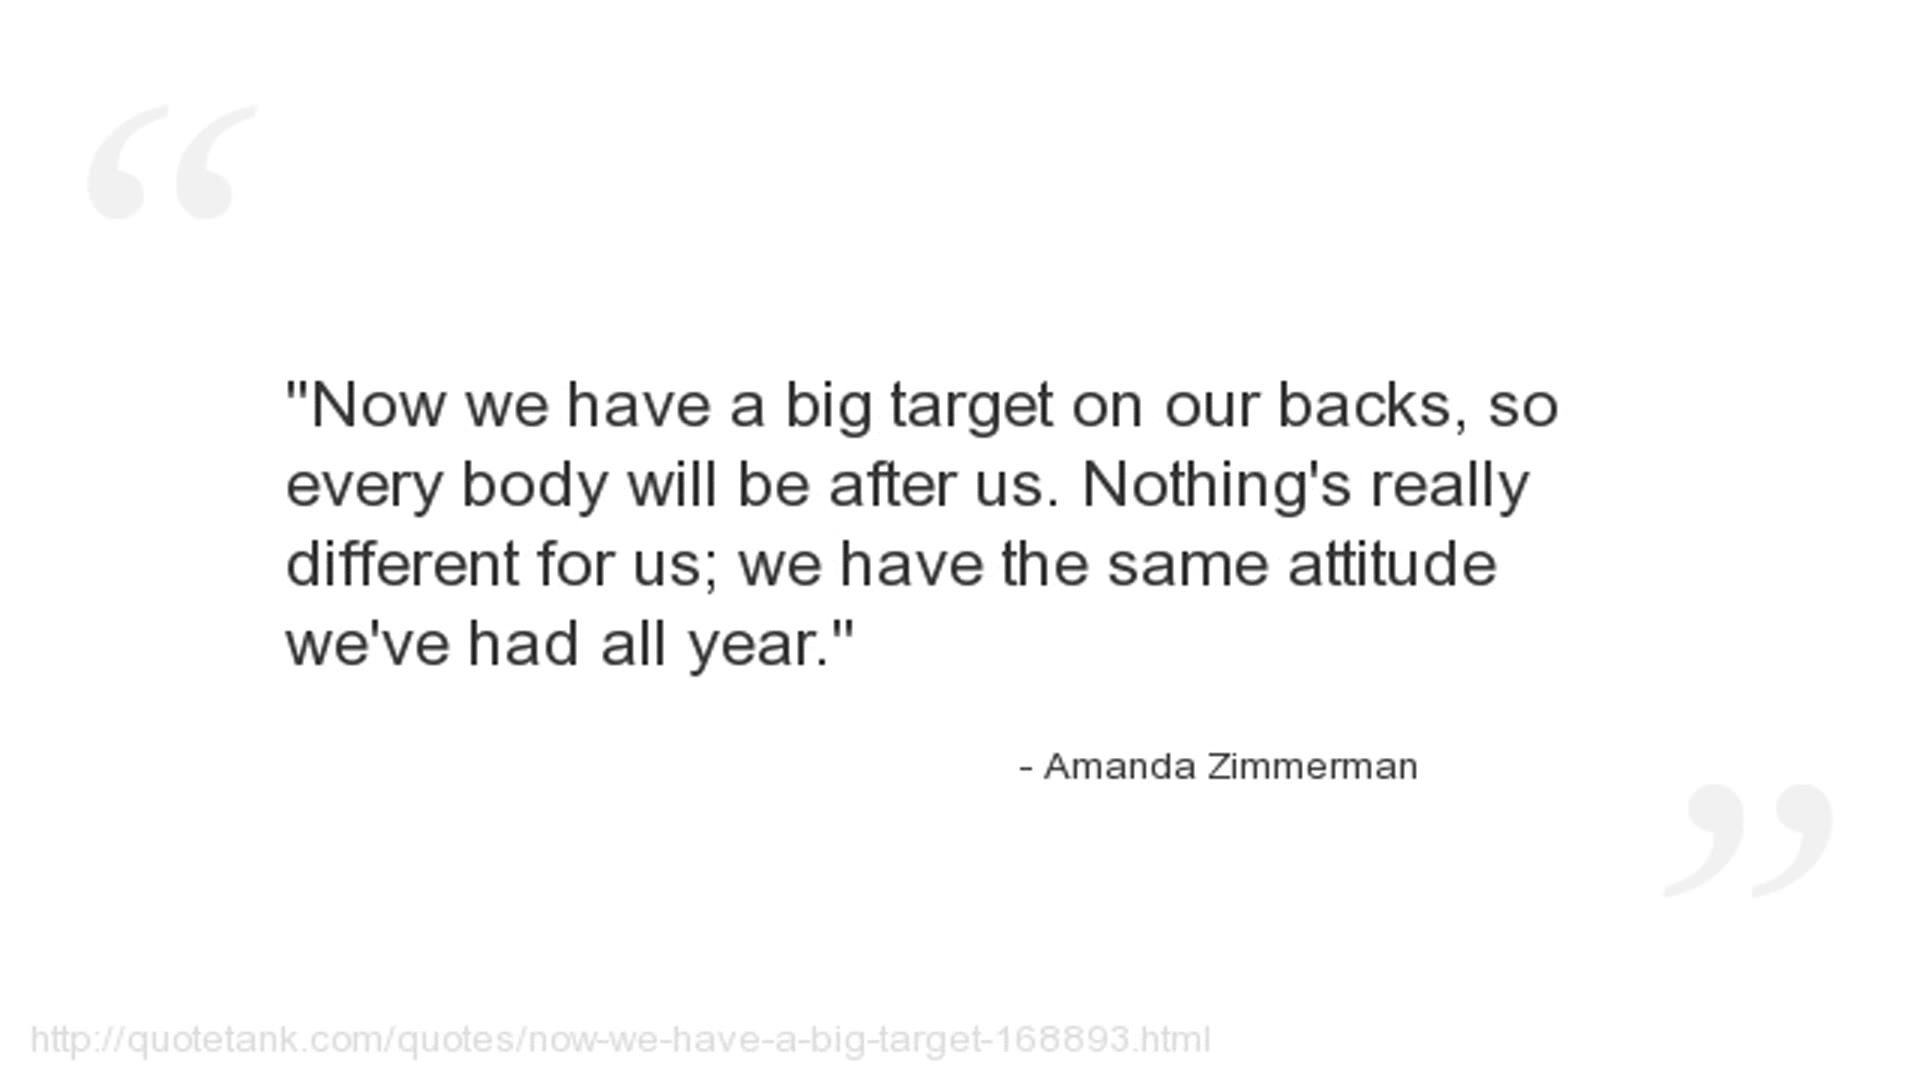 "Now we have a big target on our backs, so
every body will be after us. Nothing's really
different for us; we have the same attitude
we've had all year."
- Amanda Zimmerman
http://quotetank.com/quotes/now-we-have-a-big-target-168893.html